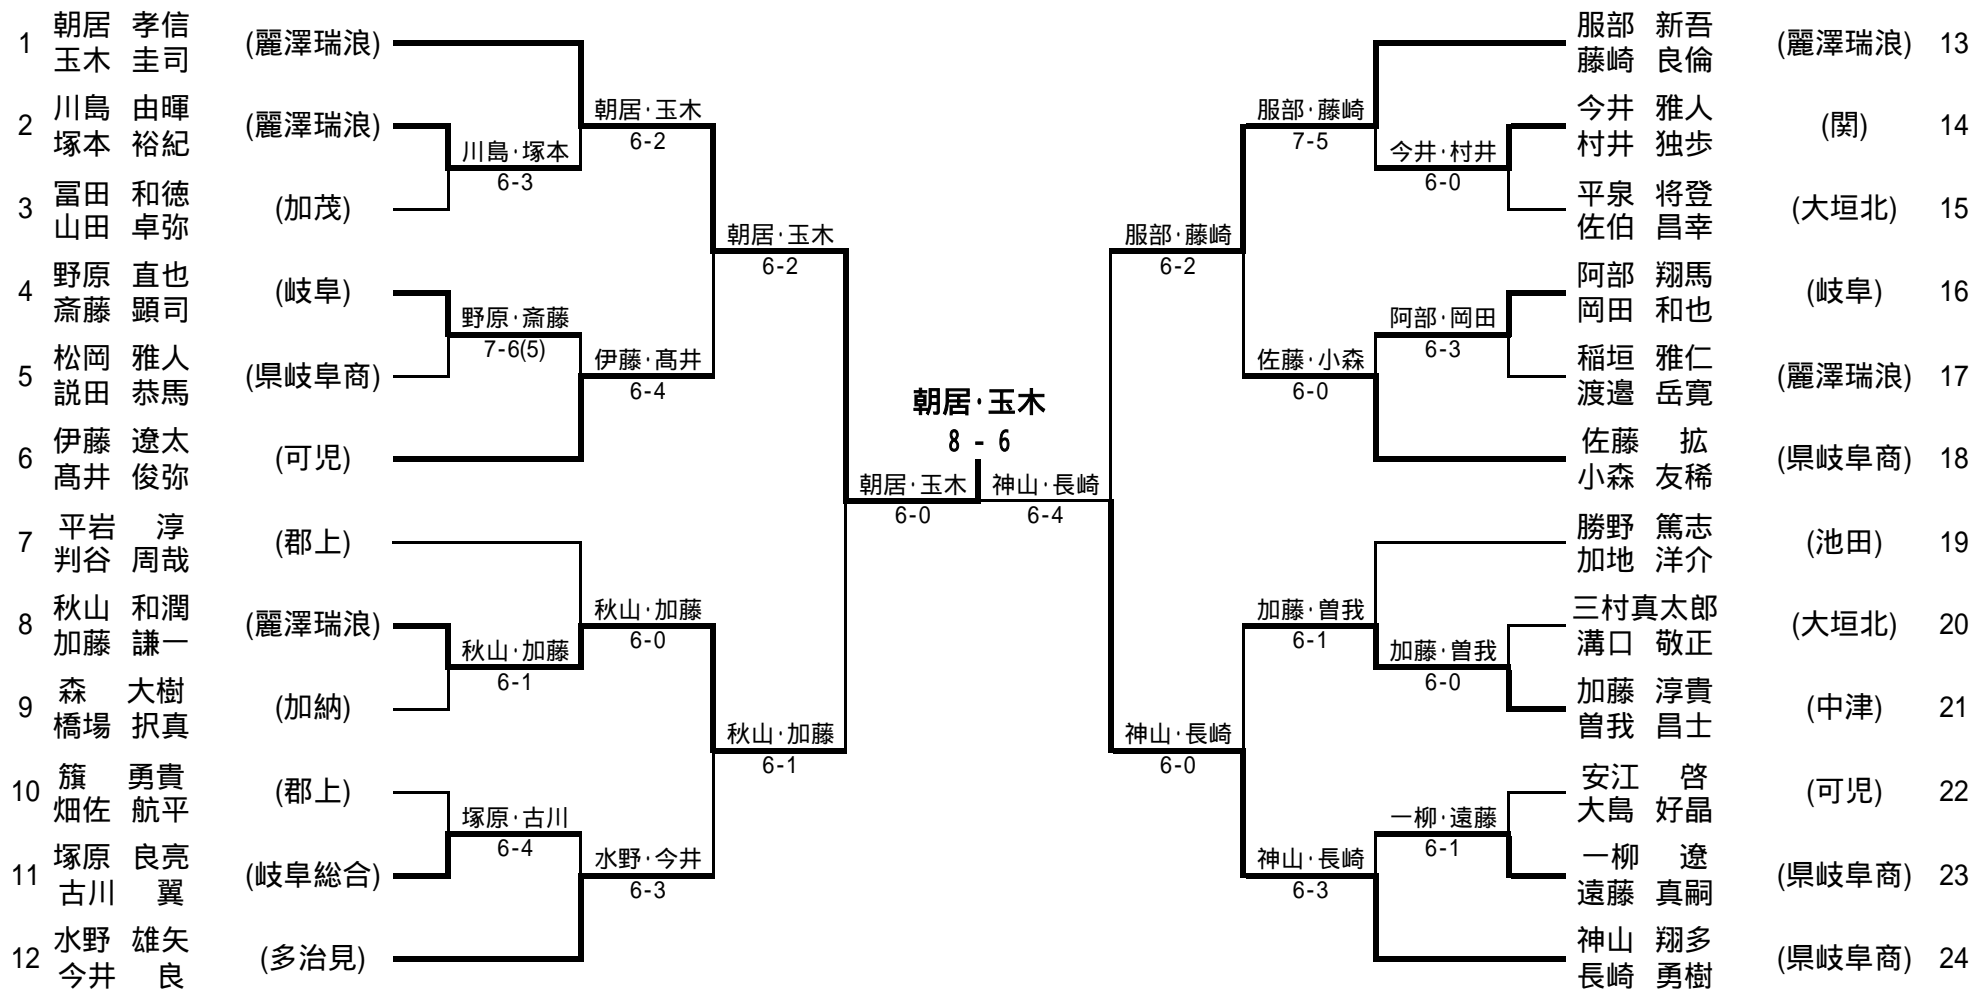 1 朝居 孝信 (麗澤瑞浪)
玉木 圭司
2 川島 由暉 (麗澤瑞浪)
塚本 裕紀
3 冨田 和徳 (加茂)
山田 卓弥
4 野原 直也 (岐阜)
斎藤 顕司
5 松岡 雅人 (県岐阜商)
説田 恭馬
6 伊藤 遼太 (可児)
髙井 俊弥
7 平岩 淳 (郡上)
判谷 周哉
8 秋山 和潤 (麗澤瑞浪)
加藤 謙一
9 森 大樹 (加納)
橋場 択真
10 籏 勇貴 (郡上)
畑佐 航平
11 塚原 良亮 (岐阜総合)
古川 翼
12 水野 雄矢 (多治見)
今井 良
川島·塚本
6-3
野原·斎藤
7-6(5)
秋山·加藤
6-1
塚原·古川
6-4
朝居·玉木
6-2
伊藤·髙井
6-4
秋山·加藤
6-0
水野·今井
6-3
朝居·玉木
6-2
秋山·加藤
6-1
朝居·玉木
6-0
朝居·玉木
8 - 6
神山·長崎
6-4
服部·藤崎
6-2
神山·長崎
6-0
服部·藤崎
7-5
佐藤·小森
6-0
加藤·曽我
6-1
神山·長崎
6-3
今井·村井
6-0
阿部·岡田
6-3
加藤·曽我
6-0
一柳·遠藤
6-1
服部 新吾 (麗澤瑞浪) 13
藤崎 良倫
今井 雅人 (関) 14
村井 独歩
平泉 将登 (大垣北) 15
佐伯 昌幸
阿部 翔馬 (岐阜) 16
岡田 和也
稲垣 雅仁 (麗澤瑞浪) 17
渡邉 岳寛
佐藤 拡 (県岐阜商) 18
小森 友稀
勝野 篤志 (池田) 19
加地 洋介
三村真太郎 (大垣北) 20
溝口 敬正
加藤 淳貴 (中津) 21
曽我 昌士
安江 啓 (可児) 22
大島 好晶
一柳 遼 (県岐阜商) 23
遠藤 真嗣
神山 翔多 (県岐阜商) 24
長崎 勇樹